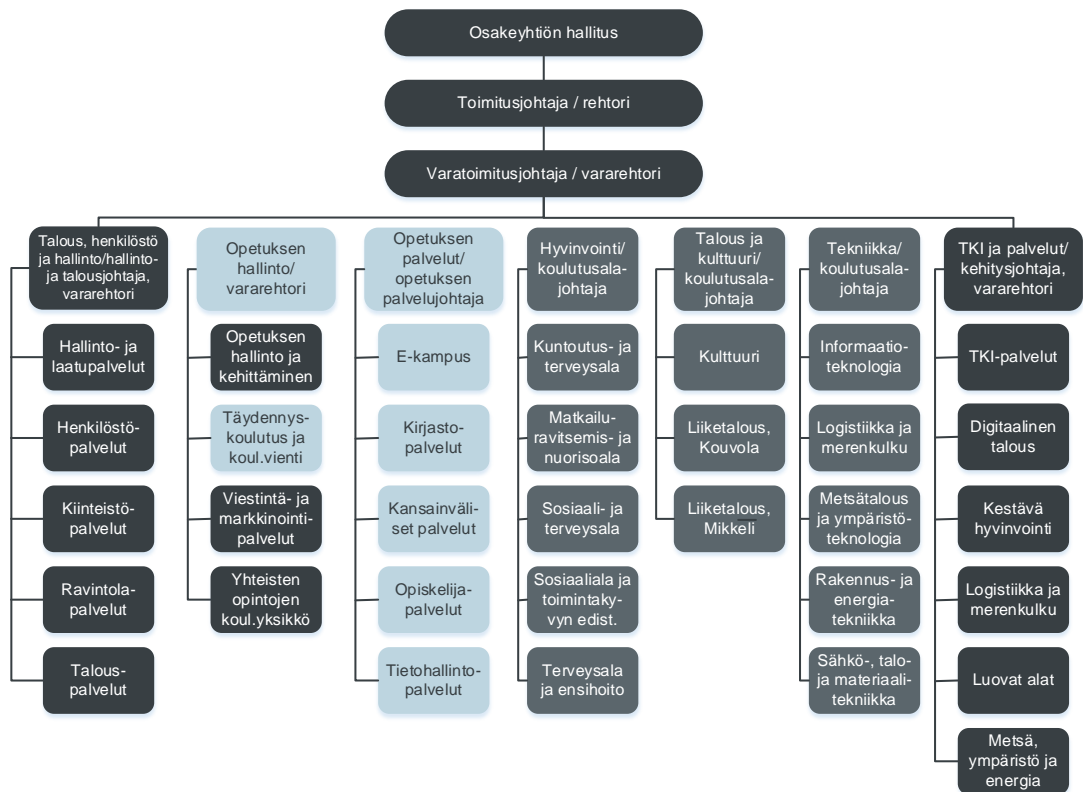 Osakeyhtiön hallitus
Toimitusjohtaja / rehtori
Varatoimitusjohtaja / vararehtori
Talous, henkilöstö
ja hallinto/hallinto-
ja talousjohtaja,
vararehtori
Hallinto- ja
laatupalvelut
Henkilöstö-
palvelut
Kiinteistö-
palvelut
Ravintola-
palvelut
Talous-
palvelut
Opetuksen
hallinto/
vararehtori
Opetuksen
hallinto ja
kehittäminen
Täydennys-
koulutus ja
koul.vienti
Viestintä- ja
markkinointi-
palvelut
Yhteisten
opintojen
koul.yksikkö
Opetuksen
palvelut/
opetuksen
palvelujohtaja
E-kampus
Kirjasto-
palvelut
Kansainväli-
set palvelut
Opiskelija-
palvelut
Tietohallinto-
palvelut
Hyvinvointi/
koulutusala-
johtaja
Kuntoutus- ja
terveysala
Matkailu-
ravitsemis- ja
nuorisoala
Sosiaali- ja
terveysala
Sosiaaliala ja
toimintaky-
vyn edist.
Terveysala
ja ensihoito
Talous ja
kulttuuri/
koulutusala-
johtaja
Kulttuuri
Liiketalous,
Kouvola
Liiketalous,
Mikkeli
Tekniikka/
koulutusala-
johtaja
Informaatio-
teknologia
Logistiikka ja
merenkulku
Metsätalous
ja ympäristö-
teknologia
Rakennus- ja
energia-
tekniikka
Sähkö-, talo-
ja materiaali-
tekniikka
TKI ja palvelut/
kehitysjohtaja,
vararehtori
TKI-palvelut
Digitaalinen
talous
Kestävä
hyvinvointi
Logistiikka ja
merenkulku
Luovat alat
Metsä,
ympäristö ja
energia